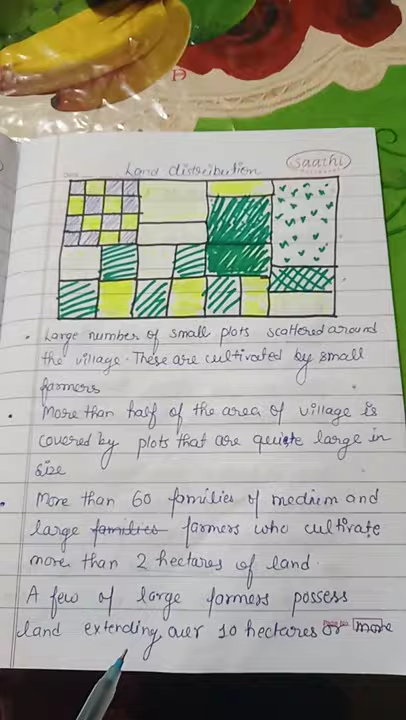 Land distribution
saathi
Large number of small plots scattered around
the village. These are cultivated by small
farmers
More than half of the area of village is
covered by plots that are quiste large in
size
More than 60 families of medium and
large families farmers who cultivate
more than 2 hectares of land.
A few of large farmers possess
land extending over 10 hectares or more